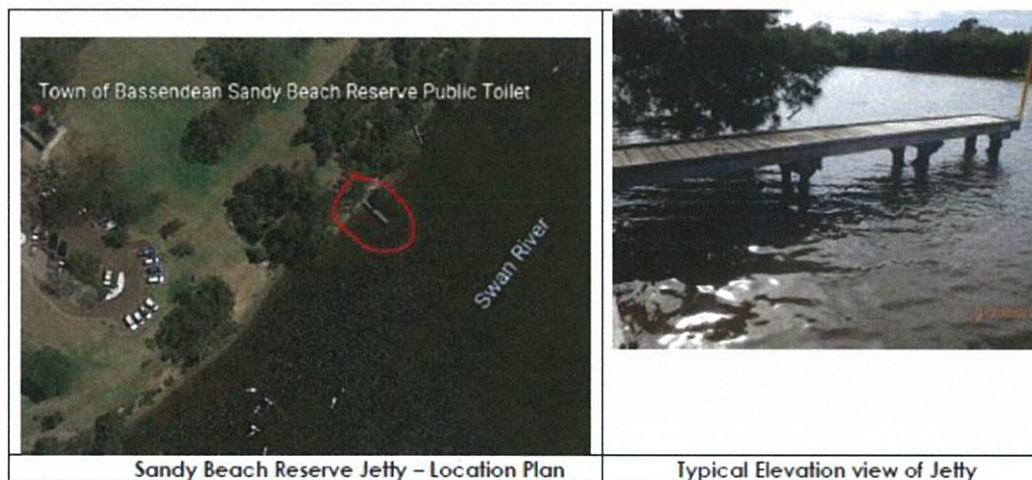 Town of Bassendean Sandy Beach Reserve Public Toilet
Swan River
Sandy Beach Reserve Jetty – Location Plan
Typical Elevation view of Jetty